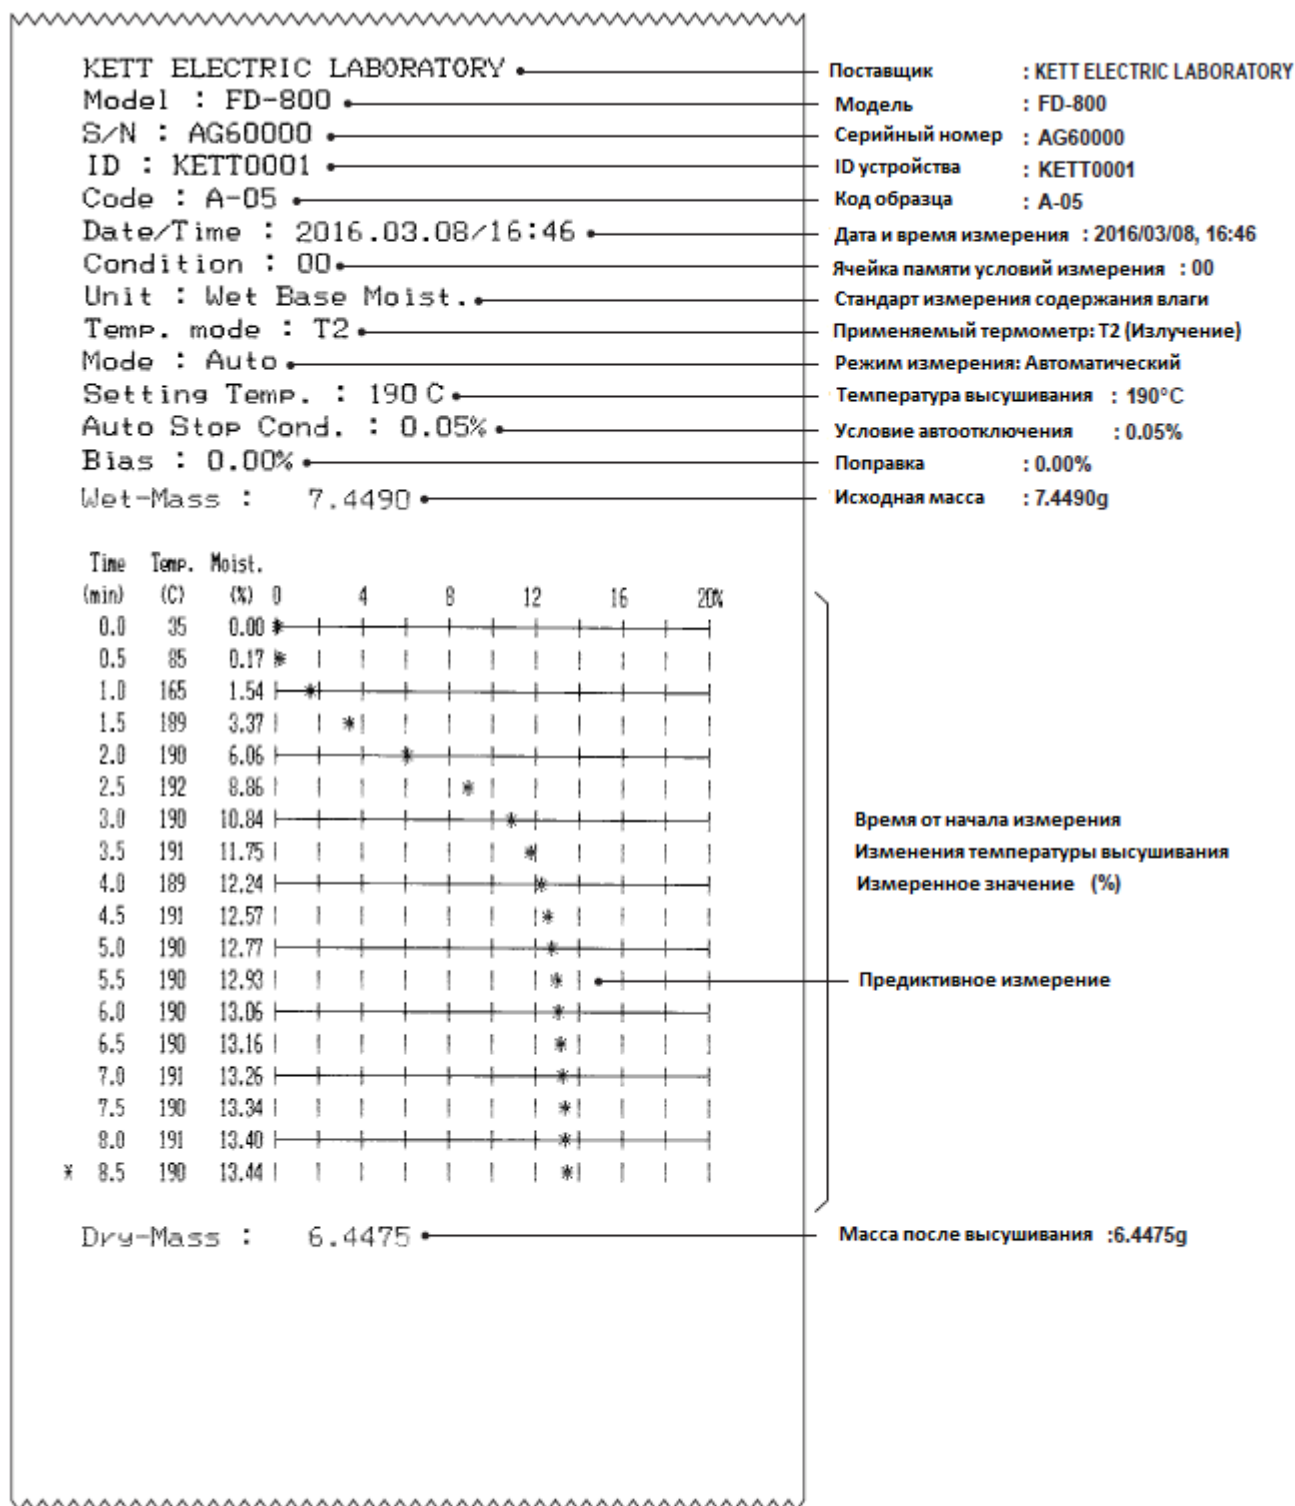 KETT ELECTRIC LABORATORY Поставщик : KETT ELECTRIC LABORATORY
Model : FD-800 Модель : FD-800
S/N : AG60000 Серийный номер : AG60000
ID : KETT0001 ID устройства : KETT0001
Code : A-05 Код образца : A-05
Date/Time : 2016.03.08/16:46 Дата и время измерения : 2016/03/08, 16:46
Condition : 00 Ячейка памяти условий измерения : 00
Unit : Wet Base Moist. Стандарт измерения содержания влаги
Temp. mode : T2 Применяемый термометр: T2 (Излучение)
Mode : Auto Режим измерения: Автоматический
Setting Temp. : 190 C Температура высушивания : 190°C
Auto Stop Cond. : 0.05% Условие автоотключения : 0.05%
Bias : 0.00% Поправка : 0.00%
Wet-Mass : 7.4490 Исходная масса : 7.4490g
Time Temp. Moist.
(min) (C) (%) 0 4 8 12 16 20%
0.0 35 0.00 *
0.5 85 0.17 *
1.0 165 1.54 *
1.5 189 3.37 *
2.0 190 6.06 *
2.5 192 8.86 *
3.0 190 10.84 * Время от начала измерения
3.5 191 11.75 * Изменения температуры высушивания
4.0 189 12.24 * Измеренное значение (%)
4.5 191 12.57 *
5.0 190 12.77 *
5.5 190 12.93 * Предиктивное измерение
6.0 190 13.06 *
6.5 190 13.16 *
7.0 191 13.26 *
7.5 190 13.34 *
8.0 191 13.40 *
* 8.5 190 13.44 *
Dry-Mass : 6.4475 Масса после высушивания :6.4475g